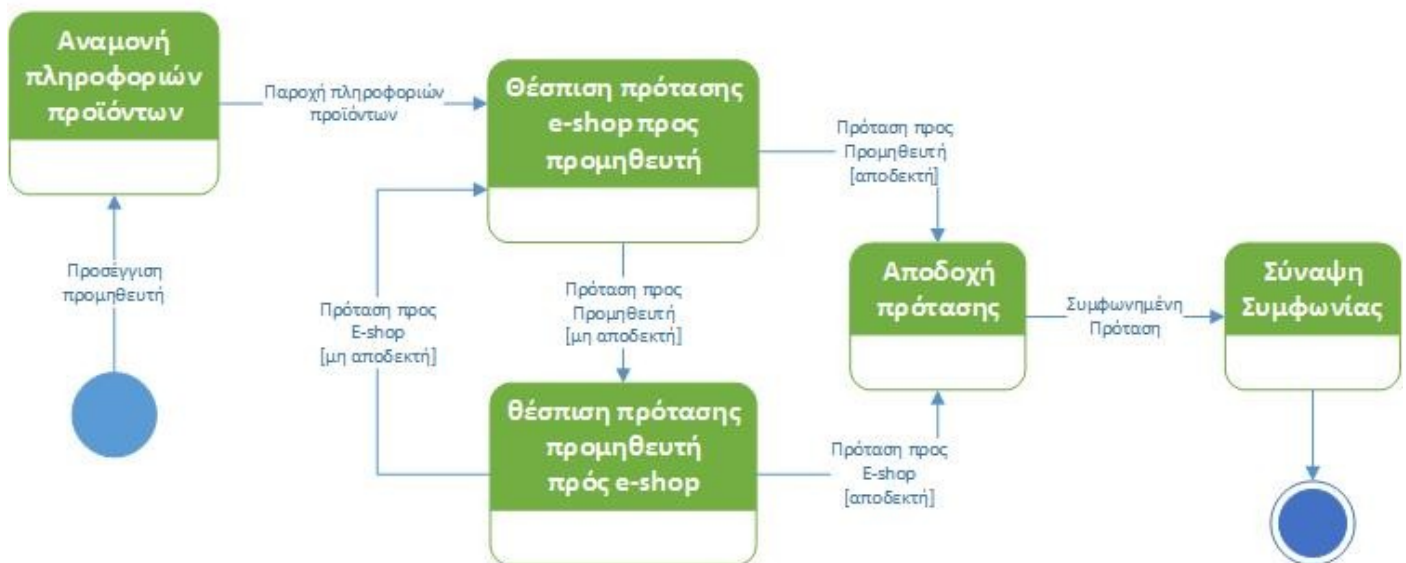 Αναμονή
πληροφοριών
προϊόντων
Παροχή πληροφοριών
προϊόντων
Θέσπιση πρότασης
e-shop προς
προμηθευτή
Πρόταση προς
Προμηθευτή
[αποδεκτή]
Προσέγγιση
προμηθευτή
Πρόταση προς
E-shop
[μη αποδεκτή]
Πρόταση προς
Προμηθευτή
[μη αποδεκτή]
Αποδοχή
πρότασης
Συμφωνημένη
Πρόταση
Σύναψη
Συμφωνίας
θέσπιση πρότασης
προμηθευτή
πρός e-shop
Πρόταση προς
E-shop
[αποδεκτή]